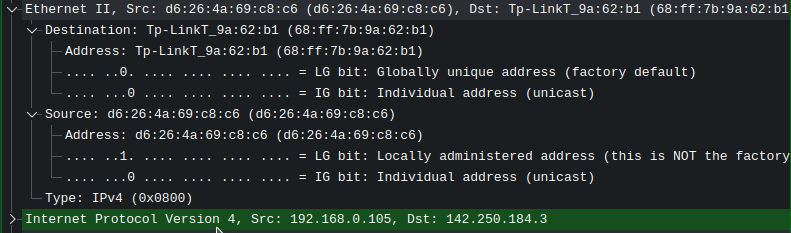 Ethernet II, Src: d6:26:4a:69:c8:c6 (d6:26:4a:69:c8:c6), Dst: Tp-LinkT_9a:62:b1 (68:ff:7b:9a:62:b1
Destination: Tp-LinkT_9a:62:b1 (68:ff:7b:9a:62:b1)
Address: Tp-LinkT_9a:62:b1 (68:ff:7b:9a:62:b1)
.... ..0. .... .... .... .... = LG bit: Globally unique address (factory default)
.... ...0 .... .... .... .... = IG bit: Individual address (unicast)
Source: d6:26:4a:69:c8:c6 (d6:26:4a:69:c8:c6)
Address: d6:26:4a:69:c8:c6 (d6:26:4a:69:c8:c6)
.... ..1. .... .... .... .... = LG bit: Locally administered address (this is NOT the factory
.... ...0 .... .... .... .... = IG bit: Individual address (unicast)
Type: IPv4 (0x0800)
Internet Protocol Version 4, Src: 192.168.0.105, Dst: 142.250.184.3